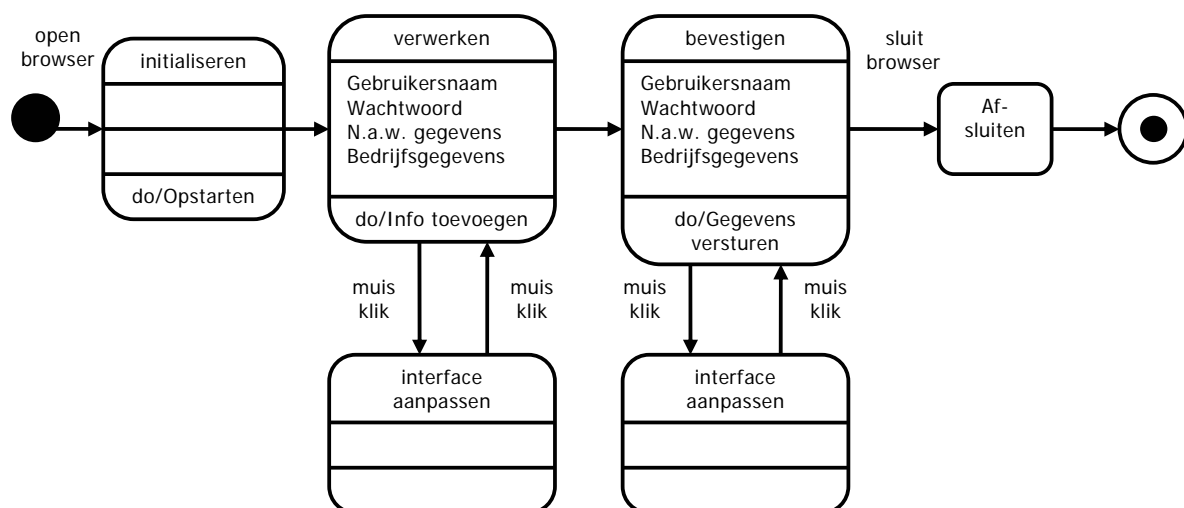 open
browser
initialiseren
do/Opstarten
verwerken
Gebruikersnaam
Wachtwoord
N.a.w. gegevens
Bedrijfsgegevens
do/Info toevoegen
muis
klik
muis
klik
interface
aanpassen
bevestigen
Gebruikersnaam
Wachtwoord
N.a.w. gegevens
Bedrijfsgegevens
do/Gegevens
versturen
muis
klik
muis
klik
interface
aanpassen
sluit
browser
Af-
sluiten